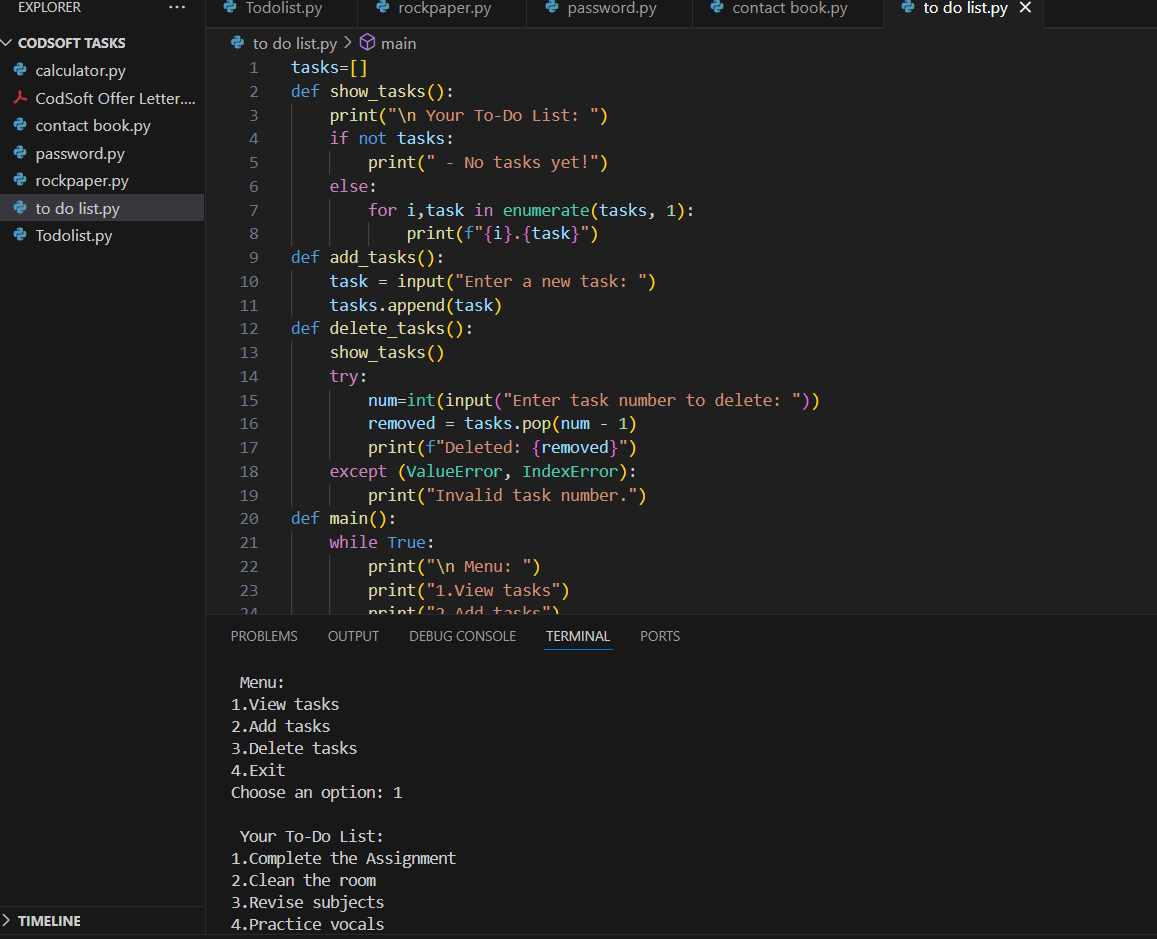 EXPLORER ···
CODSOFT TASKS
calculator.py
CodSoft Offer Letter....
contact book.py
password.py
rockpaper.py
to do list.py
Todolist.py
TIMELINE
Todolist.py rockpaper.py password.py contact book.py to do list.py
to do list.py > main
1 tasks=[]
2 def show_tasks():
3     print("\n Your To-Do List: ")
4     if not tasks:
5         print(" - No tasks yet!")
6     else:
7         for i,task in enumerate(tasks, 1):
8             print(f"{i}.{task}")
9 def add_tasks():
10     task = input("Enter a new task: ")
11     tasks.append(task)
12 def delete_tasks():
13     show_tasks()
14     try:
15         num=int(input("Enter task number to delete: "))
16         removed = tasks.pop(num - 1)
17         print(f"Deleted: {removed}")
18     except (ValueError, IndexError):
19         print("Invalid task number.")
20 def main():
21     while True:
22         print("\n Menu: ")
23         print("1.View tasks")
24         print("2.Add tasks")
PROBLEMS OUTPUT DEBUG CONSOLE TERMINAL PORTS
Menu:
1.View tasks
2.Add tasks
3.Delete tasks
4.Exit
Choose an option: 1
Your To-Do List:
1.Complete the Assignment
2.Clean the room
3.Revise subjects
4.Practice vocals